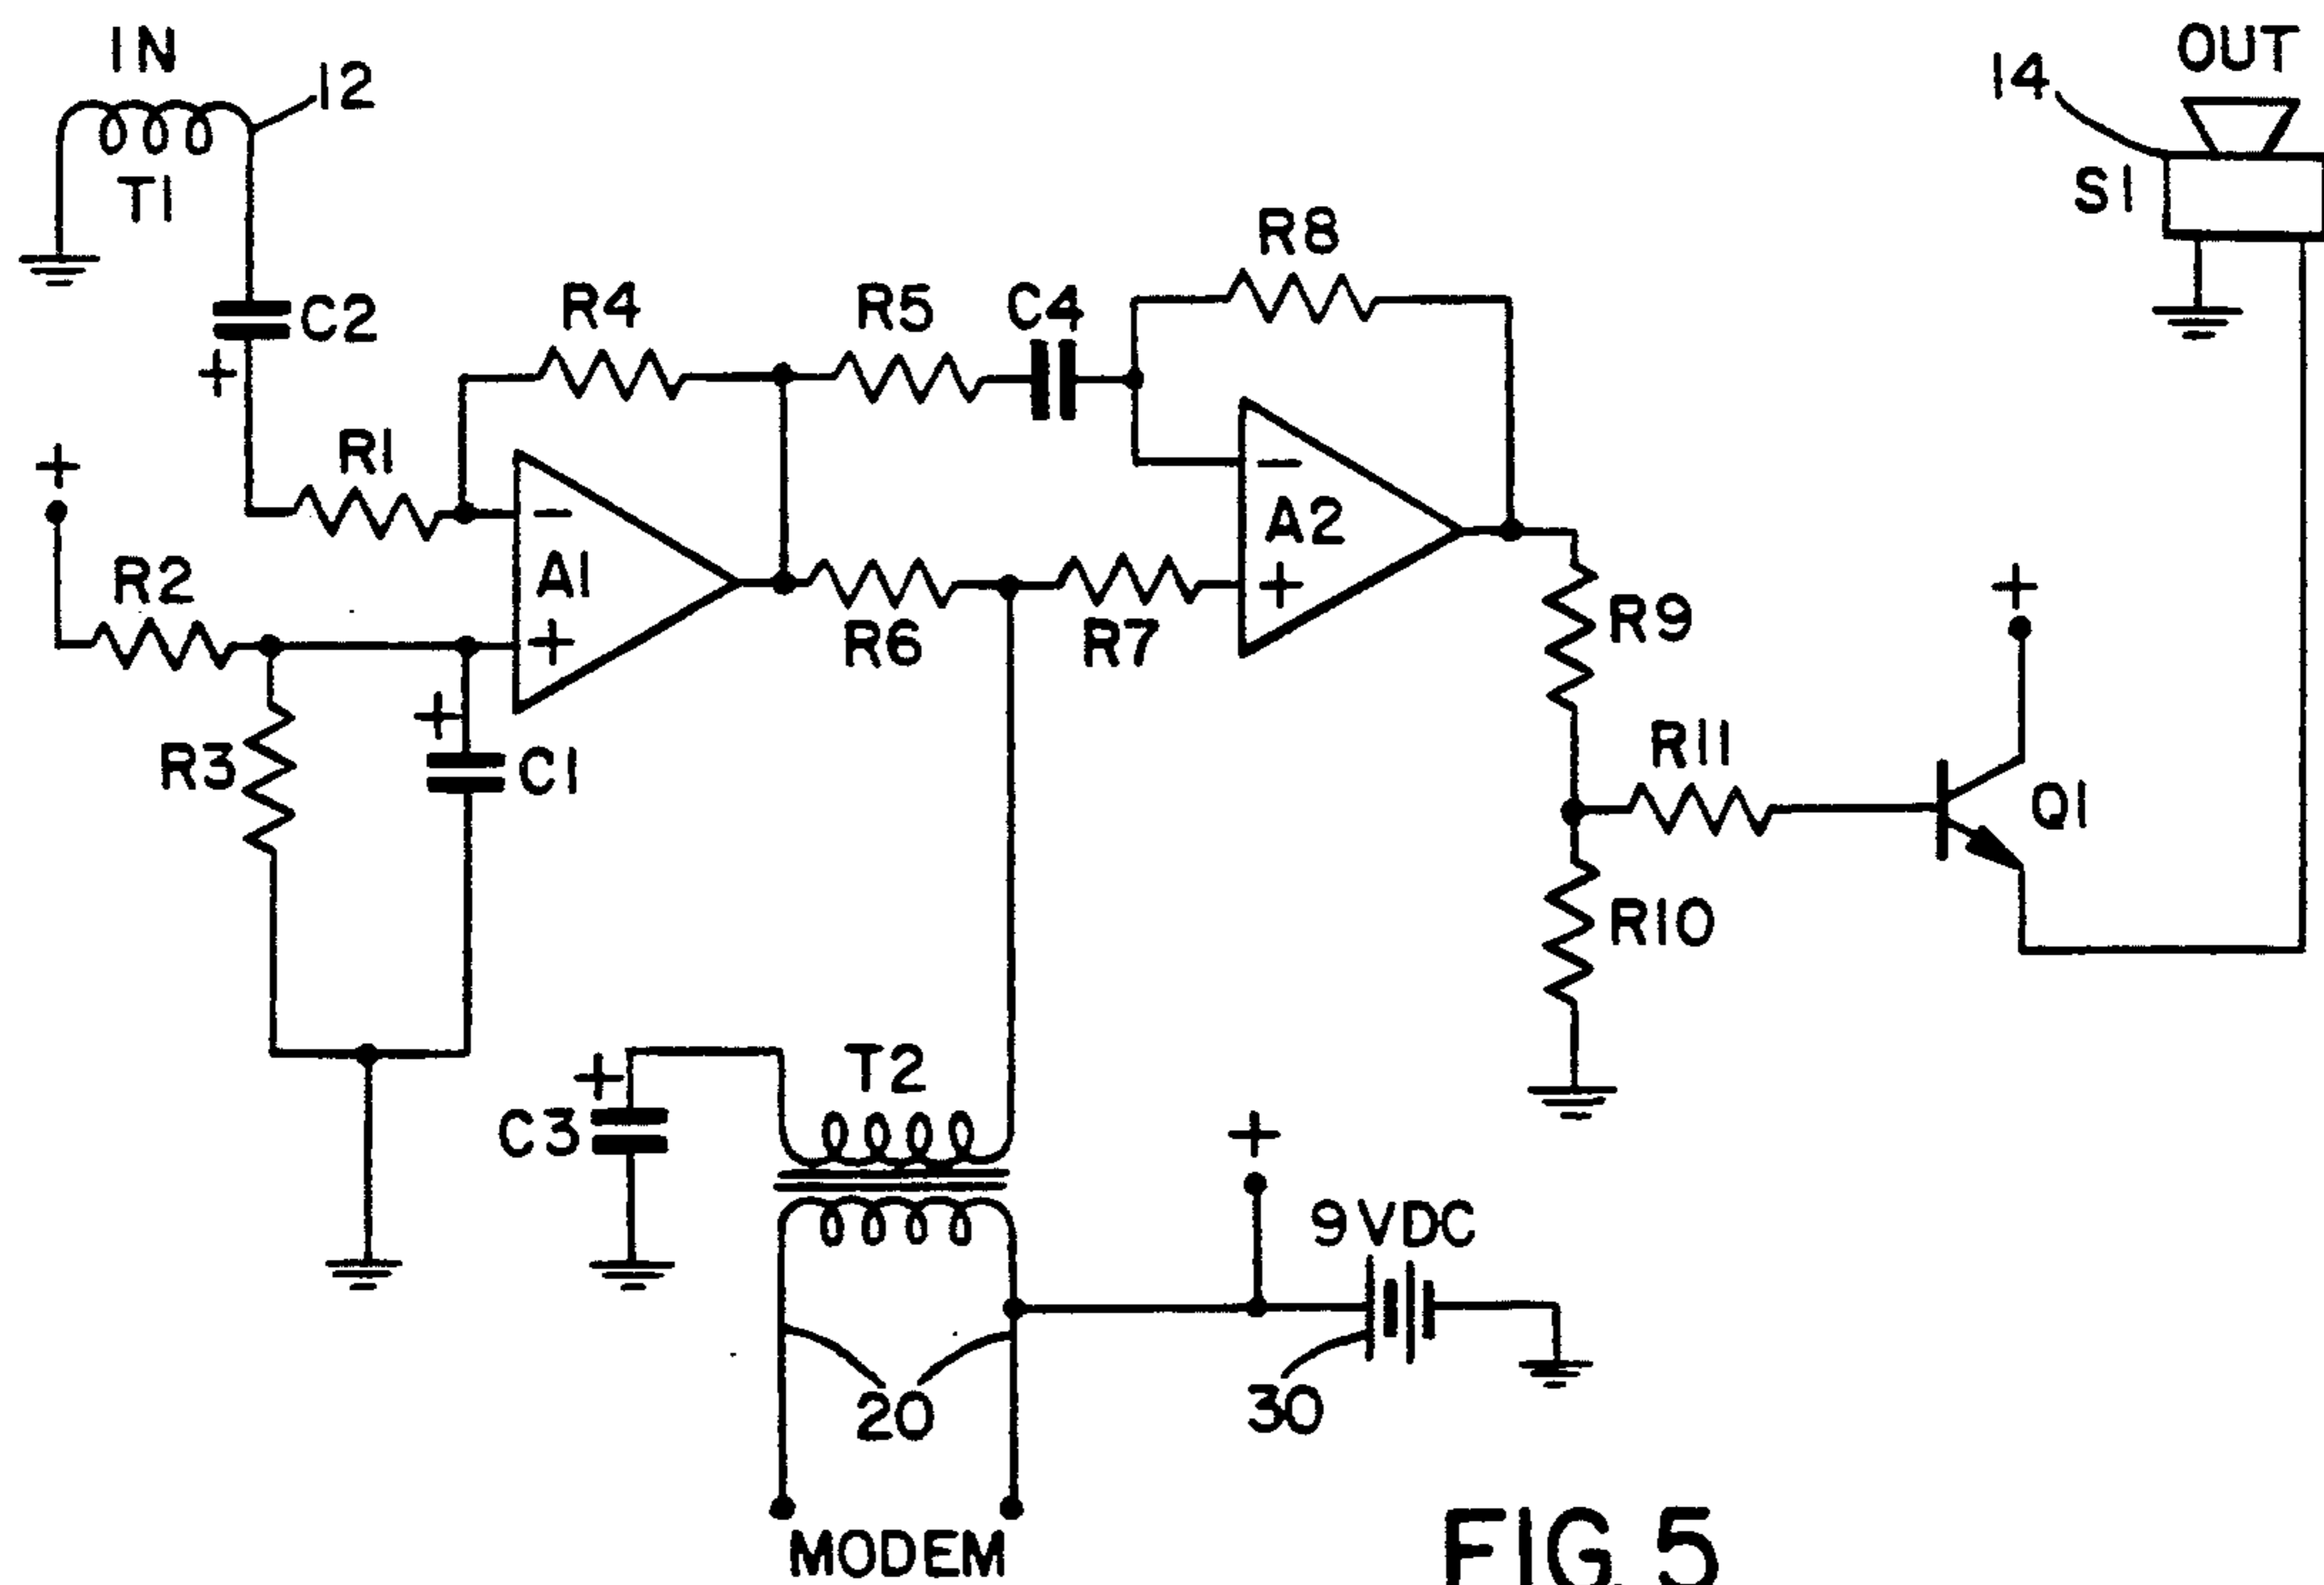 IN
12
T1
OUT
14
S1
C2
+
R4
R5
C4
R8
+
R1
−
A1
+
R2
−
A2
+
R6
R7
R3
+
C1
R9
+
R11
Q1
R10
+
C3
T2
+
9VDC
20
30
MODEM
FIG. 5